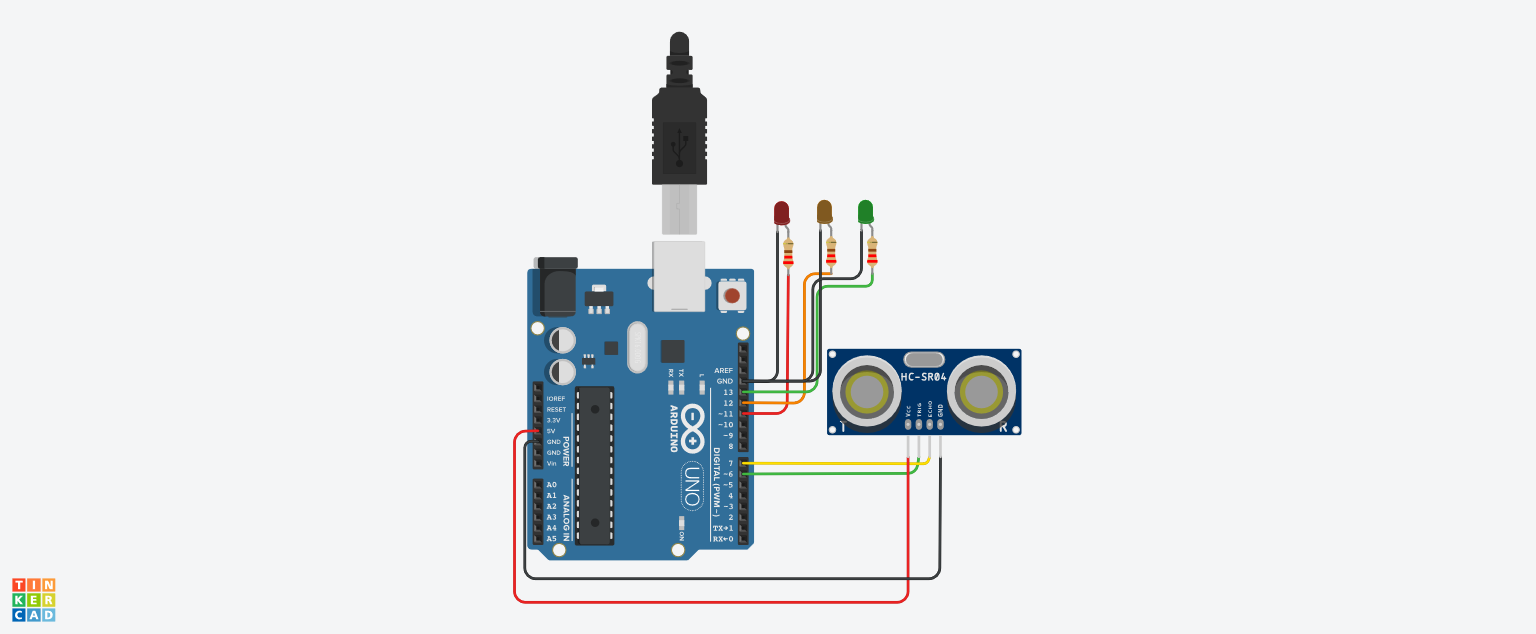 HC-SR04
VCC
TRIG
ECHO
GND
T
R
AREF
GND
13
12
~11
~10
~9
8
7
~6
~5
4
~3
2
TX→1
RX←0
DIGITAL (PWM~)
RX
TX
L
ARDUINO
UNO
ON
IOREF
RESET
3.3V
5V
GND
GND
Vin
POWER
A0
A1
A2
A3
A4
A5
ANALOG IN
TIN
KER
CAD